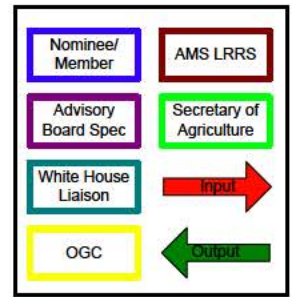 Nominee/
Member
AMS LRRS
Advisory
Board Spec
Secretary of
Agriculture
White House
Liaison
Input
OGC
Output